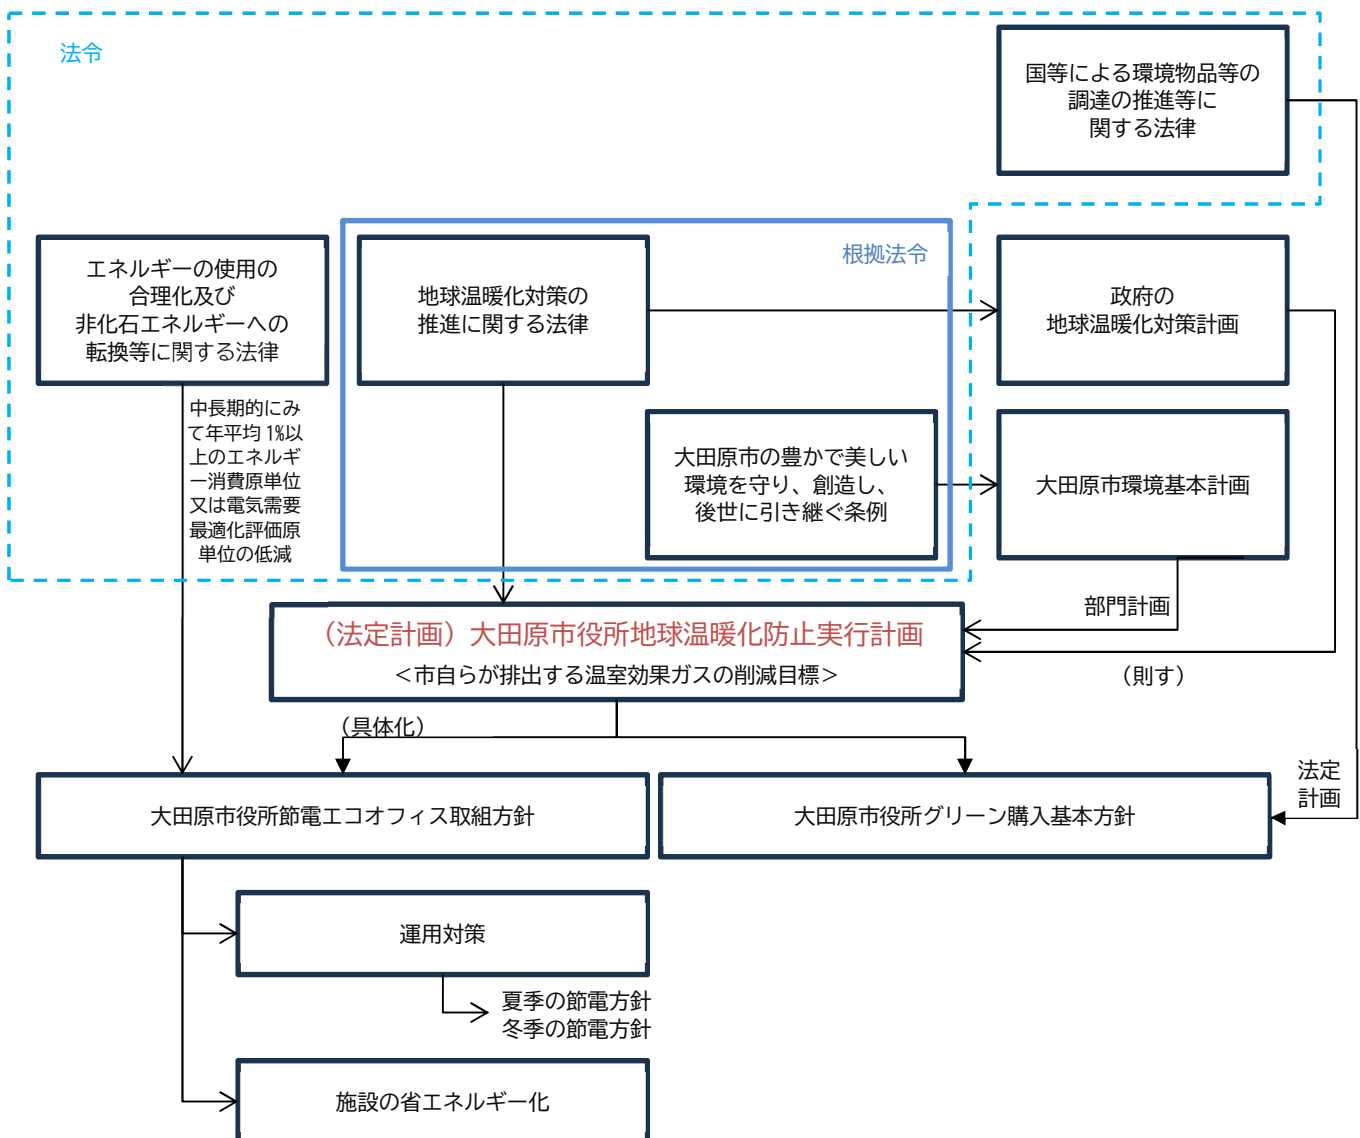 法令
国等による環境物品等の
調達の推進等に
関する法律
根拠法令
エネルギーの使用の
合理化及び
非化石エネルギーへの
転換等に関する法律
地球温暖化対策の
推進に関する法律
政府の
地球温暖化対策計画
中長期的にみ
て年平均 1%以
上のエネルギ
ー消費原単位
又は電気需要
最適化評価原
単位の低減
大田原市の豊かで美しい
環境を守り、創造し、
後世に引き継ぐ条例
大田原市環境基本計画
部門計画
（法定計画）大田原市役所地球温暖化防止実行計画
＜市自らが排出する温室効果ガスの削減目標＞
（則す）
（具体化）
法定
計画
大田原市役所節電エコオフィス取組方針
大田原市役所グリーン購入基本方針
運用対策
夏季の節電方針
冬季の節電方針
施設の省エネルギー化